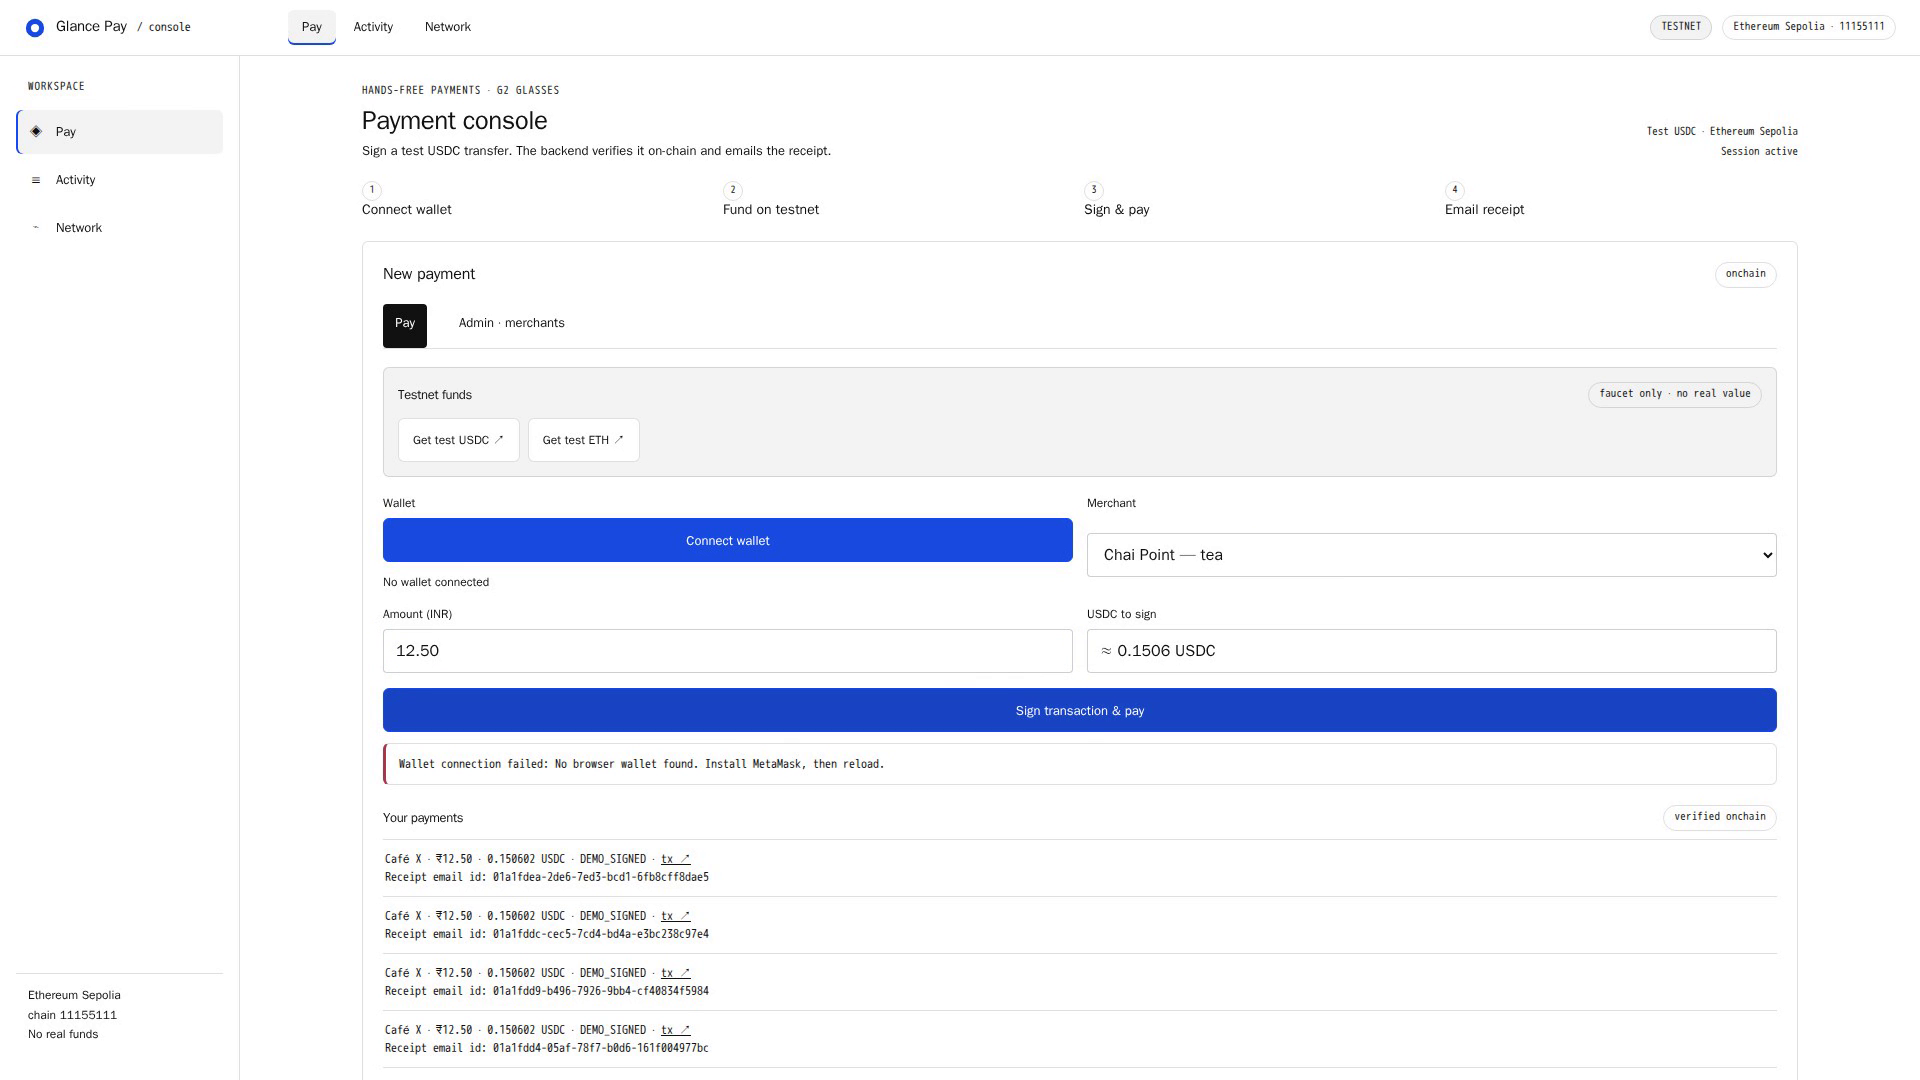 Glance Pay / console
Pay
Activity
Network
TESTNET
Ethereum Sepolia · 11155111
WORKSPACE
Pay
Activity
Network
HANDS-FREE PAYMENTS · G2 GLASSES
Payment console
Sign a test USDC transfer. The backend verifies it on-chain and emails the receipt.
Test USDC · Ethereum Sepolia
Session active
1
Connect wallet
2
Fund on testnet
3
Sign & pay
4
Email receipt
New payment
onchain
Pay
Admin · merchants
Testnet funds
faucet only · no real value
Get test USDC ↗
Get test ETH ↗
Wallet
Connect wallet
No wallet connected
Merchant
Chai Point — tea
Amount (INR)
12.50
USDC to sign
≈ 0.1506 USDC
Sign transaction & pay
Wallet connection failed: No browser wallet found. Install MetaMask, then reload.
Your payments
verified onchain
Café X · ₹12.50 · 0.150602 USDC · DEMO_SIGNED · tx ↗
Receipt email id: 01a1fdea-2de6-7ed3-bcd1-6fb8cff8dae5
Café X · ₹12.50 · 0.150602 USDC · DEMO_SIGNED · tx ↗
Receipt email id: 01a1fddc-cec5-7cd4-bd4a-e3bc238c97e4
Café X · ₹12.50 · 0.150602 USDC · DEMO_SIGNED · tx ↗
Receipt email id: 01a1fdd9-b496-7926-9bb4-cf40834f5984
Café X · ₹12.50 · 0.150602 USDC · DEMO_SIGNED · tx ↗
Receipt email id: 01a1fdd4-05af-78f7-b0d6-161f004977bc
Ethereum Sepolia
chain 11155111
No real funds